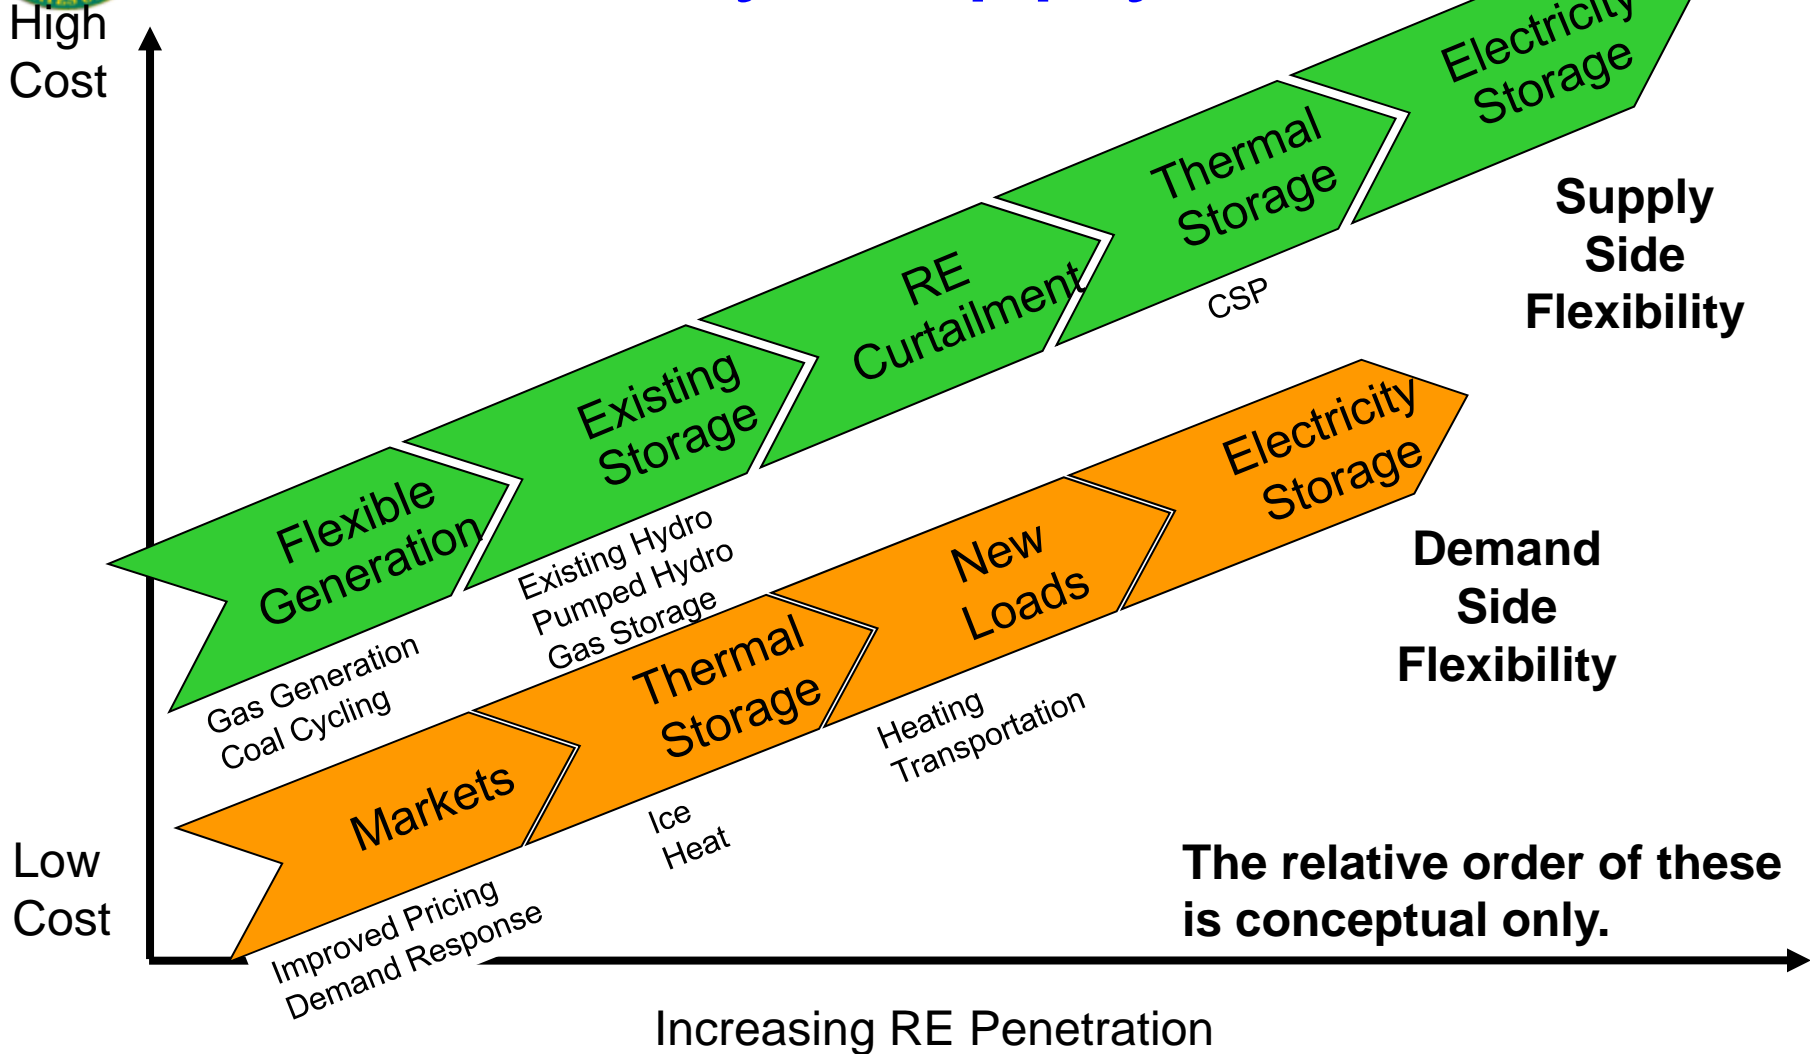 High
Cost
Electricity
Storage
Thermal
Storage
CSP
Supply
Side
Flexibility
RE
Curtailment
Existing
Storage
Existing Hydro
Pumped Hydro
Gas Storage
Flexible
Generation
Gas Generation
Coal Cycling
Electricity
Storage
Demand
Side
Flexibility
New
Loads
Heating
Transportation
Thermal
Storage
Ice
Heat
Markets
Improved Pricing
Demand Response
Low
Cost
The relative order of these
is conceptual only.
Increasing RE Penetration